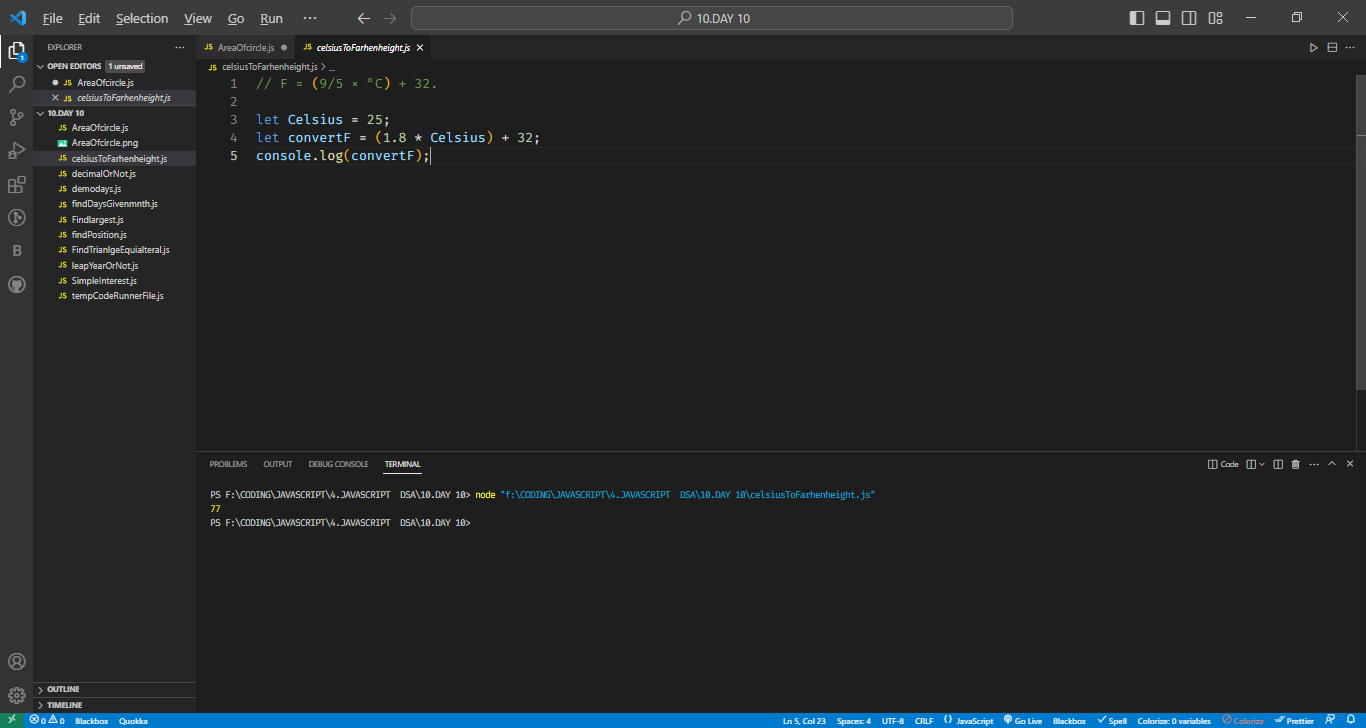 File Edit Selection View Go Run ··· 10.DAY 10
EXPLORER ···
OPEN EDITORS 1 unsaved
JS AreaOfcircle.js
JS celsiusToFarhenheight.js
10.DAY 10
JS AreaOfcircle.js
AreaOfcircle.png
JS celsiusToFarhenheight.js
JS decimalOrNot.js
JS demodays.js
JS findDaysGivenmnth.js
JS Findlargest.js
JS findPosition.js
JS FindTrianlgeEquialteral.js
JS leapYearOrNot.js
JS SimpleInterest.js
JS tempCodeRunnerFile.js
OUTLINE
TIMELINE
JS AreaOfcircle.js ● JS celsiusToFarhenheight.js ×
JS celsiusToFarhenheight.js > ...
1 // F = (9/5 × °C) + 32.
2
3 let Celsius = 25;
4 let convertF = (1.8 * Celsius) + 32;
5 console.log(convertF);
PROBLEMS OUTPUT DEBUG CONSOLE TERMINAL Code
PS F:\CODING\JAVASCRIPT\4.JAVASCRIPT  DSA\10.DAY 10> node "f:\CODING\JAVASCRIPT\4.JAVASCRIPT  DSA\10.DAY 10\celsiusToFarhenheight.js"
77
PS F:\CODING\JAVASCRIPT\4.JAVASCRIPT  DSA\10.DAY 10>
0 0 Blackbox Quokka Ln 5, Col 23 Spaces: 4 UTF-8 CRLF {} JavaScript Go Live Blackbox Spell Colorize: 0 variables Colorize Prettier